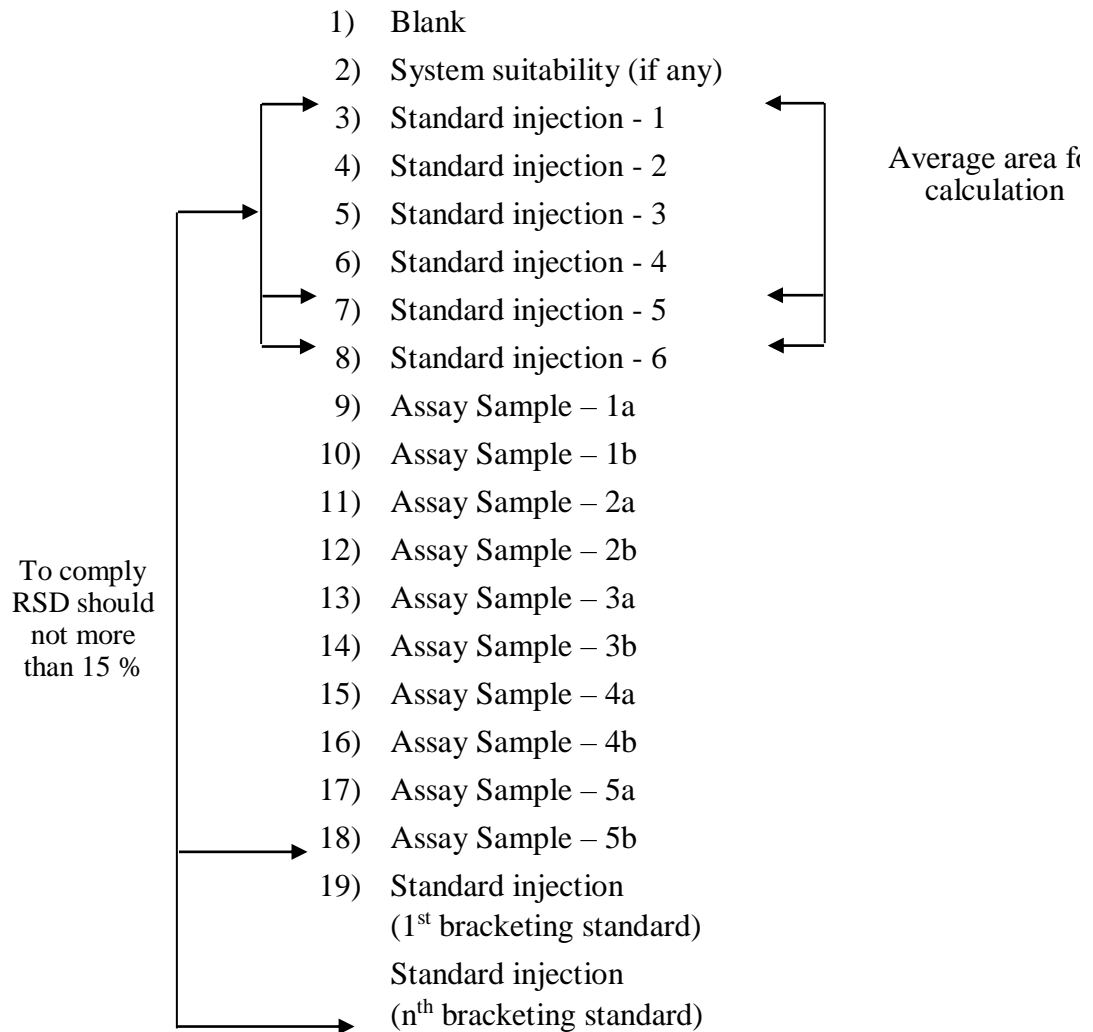 1) Blank
2) System suitability (if any)
3) Standard injection - 1
4) Standard injection - 2
5) Standard injection - 3
6) Standard injection - 4
7) Standard injection - 5
8) Standard injection - 6
9) Assay Sample – 1a
10) Assay Sample – 1b
11) Assay Sample – 2a
12) Assay Sample – 2b
13) Assay Sample – 3a
14) Assay Sample – 3b
15) Assay Sample – 4a
16) Assay Sample – 4b
17) Assay Sample – 5a
18) Assay Sample – 5b
19) Standard injection
(1st bracketing standard)
Standard injection
(nth bracketing standard)
Average area
calculation
To comply
RSD should
not more
than 15 %